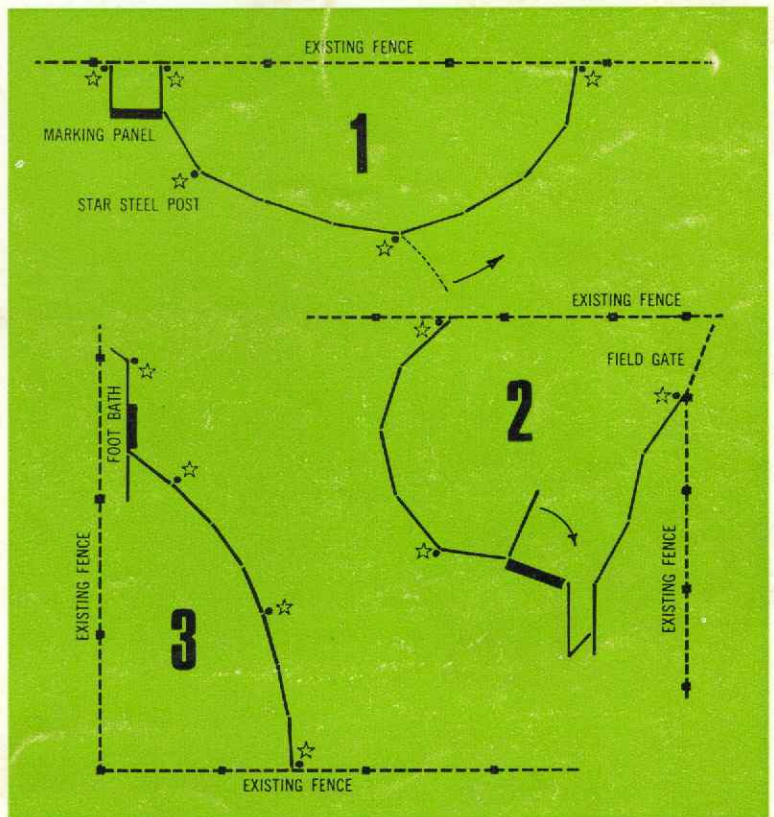 EXISTING FENCE
MARKING PANEL
1
STAR STEEL POST
EXISTING FENCE
FIELD GATE
2
EXISTING FENCE
FOOT BATH
EXISTING FENCE
3
EXISTING FENCE